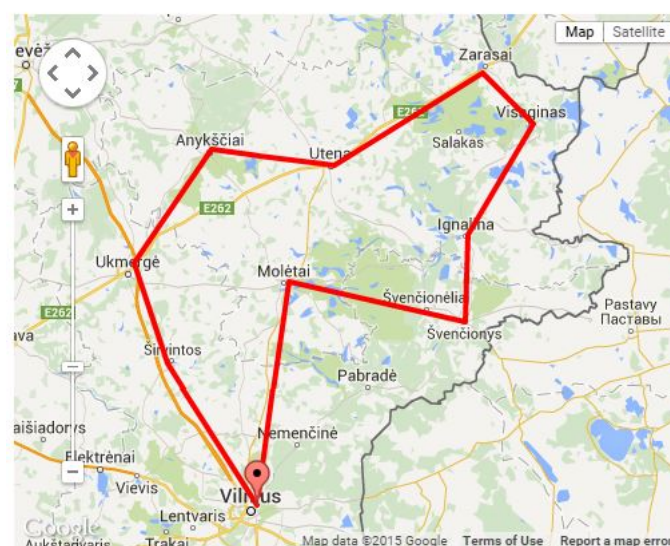 Map
Satellite
Zarasai
E262
Visaginas
Anykščiai
Salakas
Utena
E262
Ignalina
Ukmergė
Molėtai
Švenčionėliai
Pastavy
Паставы
E262
Švenčionys
Širvintos
Pabradė
Nemenčinė
Elektrėnai
Vievis
Vilnius
Lentvaris
Google
Trakai
Map data ©2015 Google
Terms of Use
Report a map error